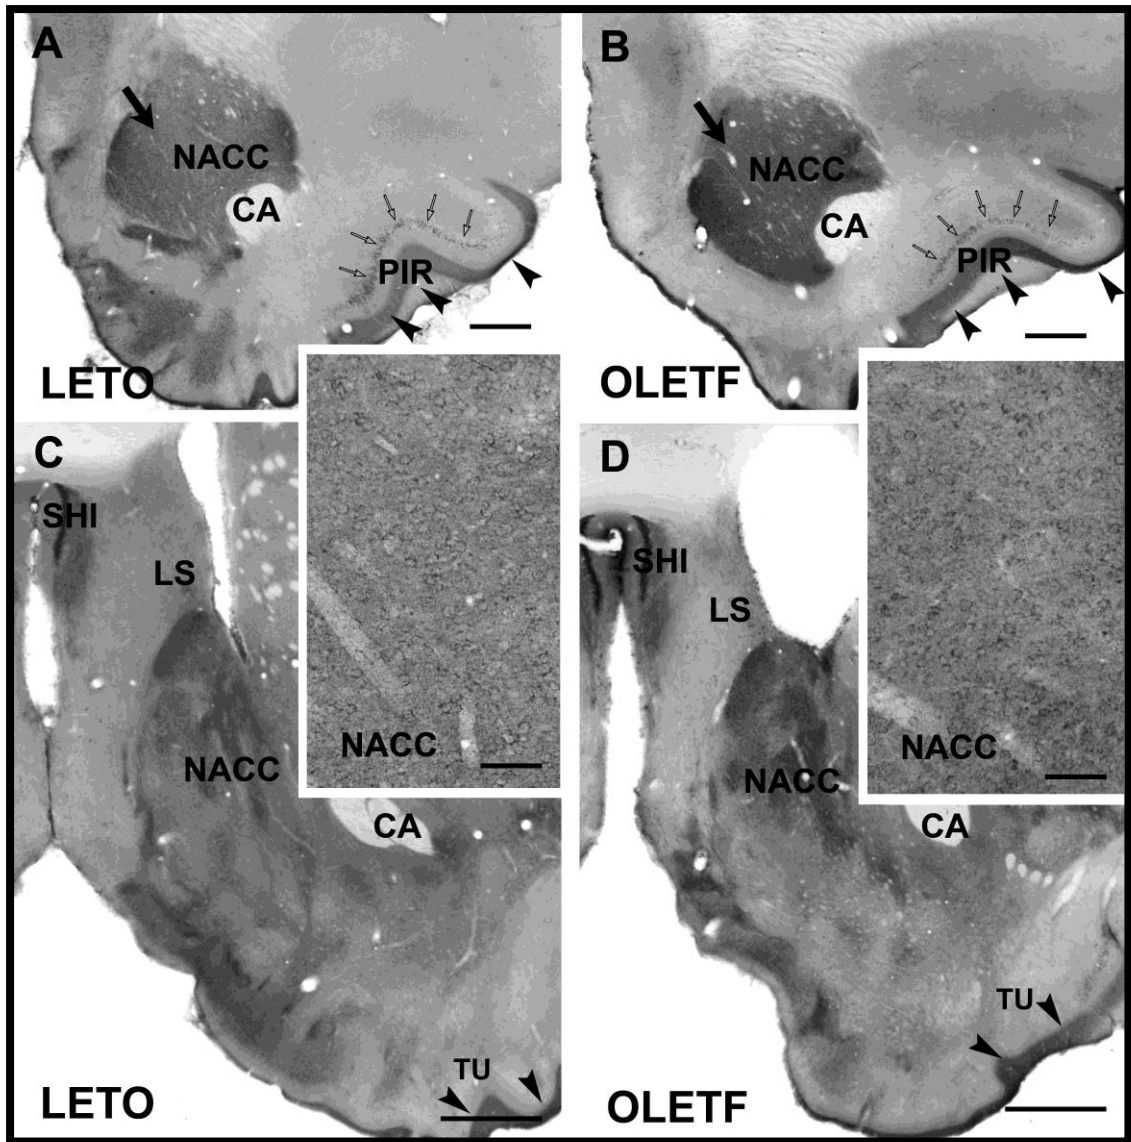 A
NACC
CA
PIR
LETO
B
NACC
CA
PIR
OLETF
C
SHI
LS
NACC
CA
TU
LETO
NACC
D
SHI
LS
NACC
CA
TU
OLETF
NACC